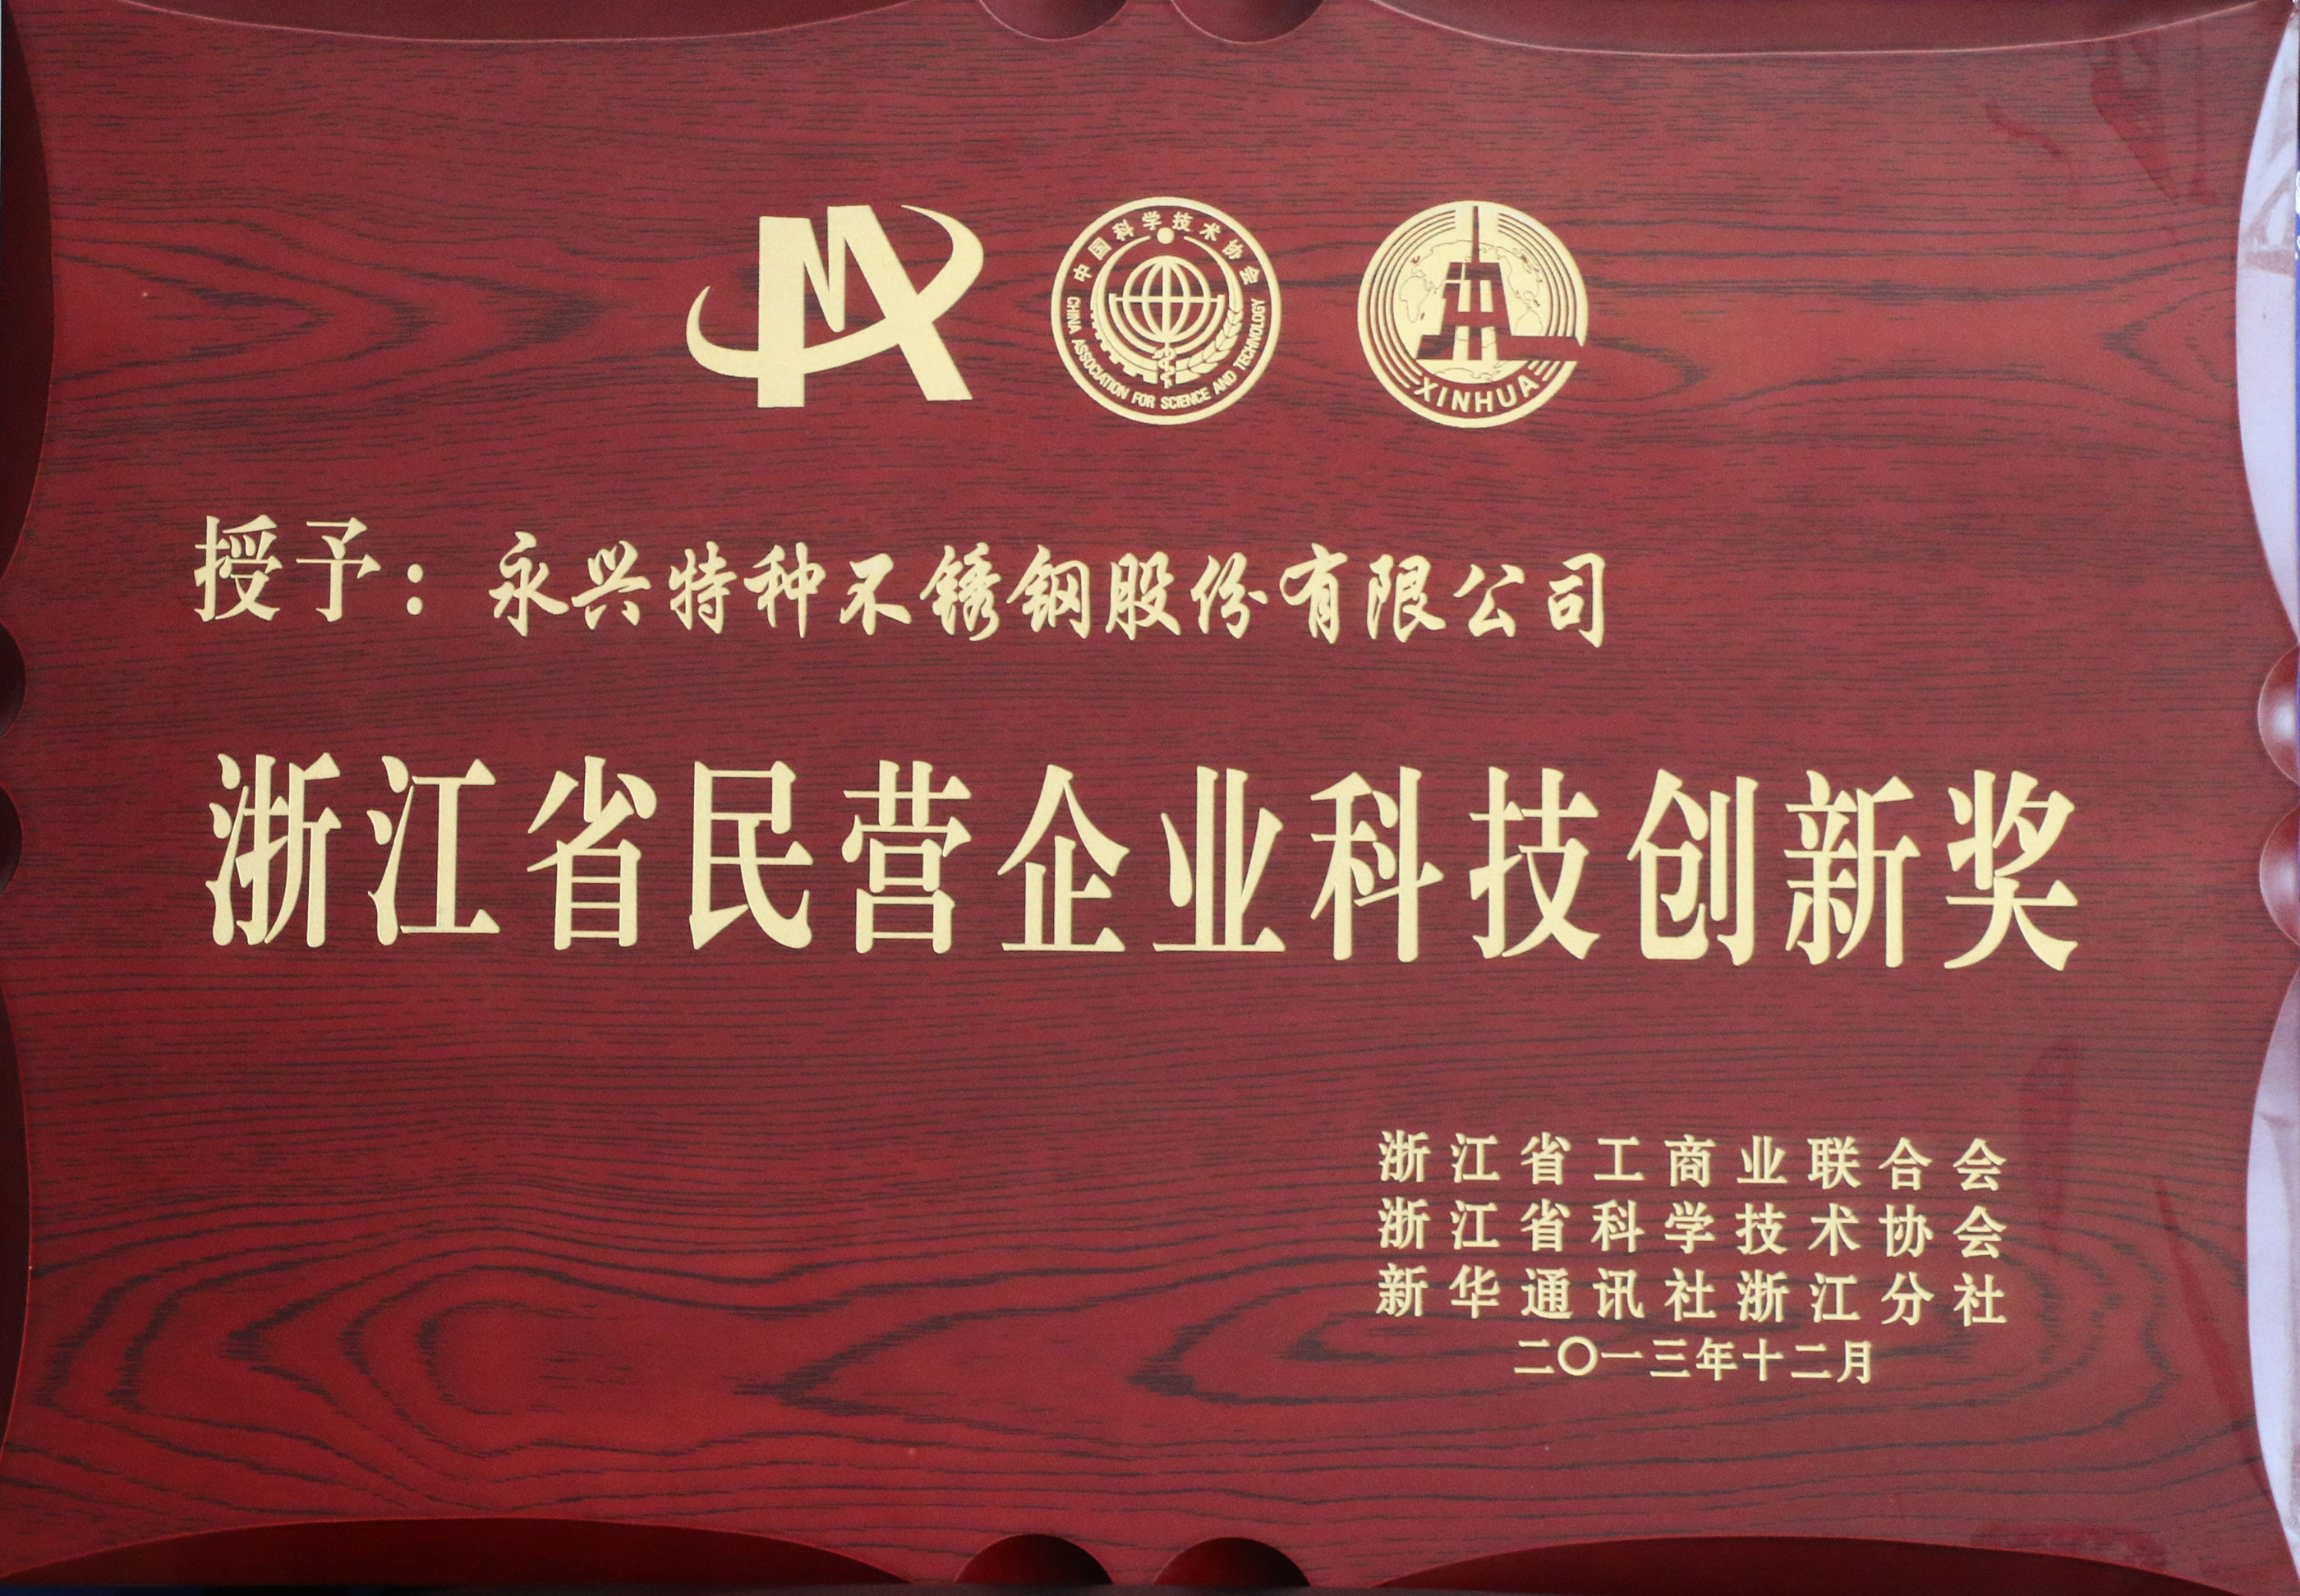 中国科学技术协会
CHINA ASSOCIATION FOR SCIENCE AND TECHNOLOGY
XINHUA
授予：永兴特种不锈钢股份有限公司
浙江省民营企业科技创新奖
浙江省工商业联合会
浙江省科学技术协会
新华通讯社浙江分社
二〇一三年十二月